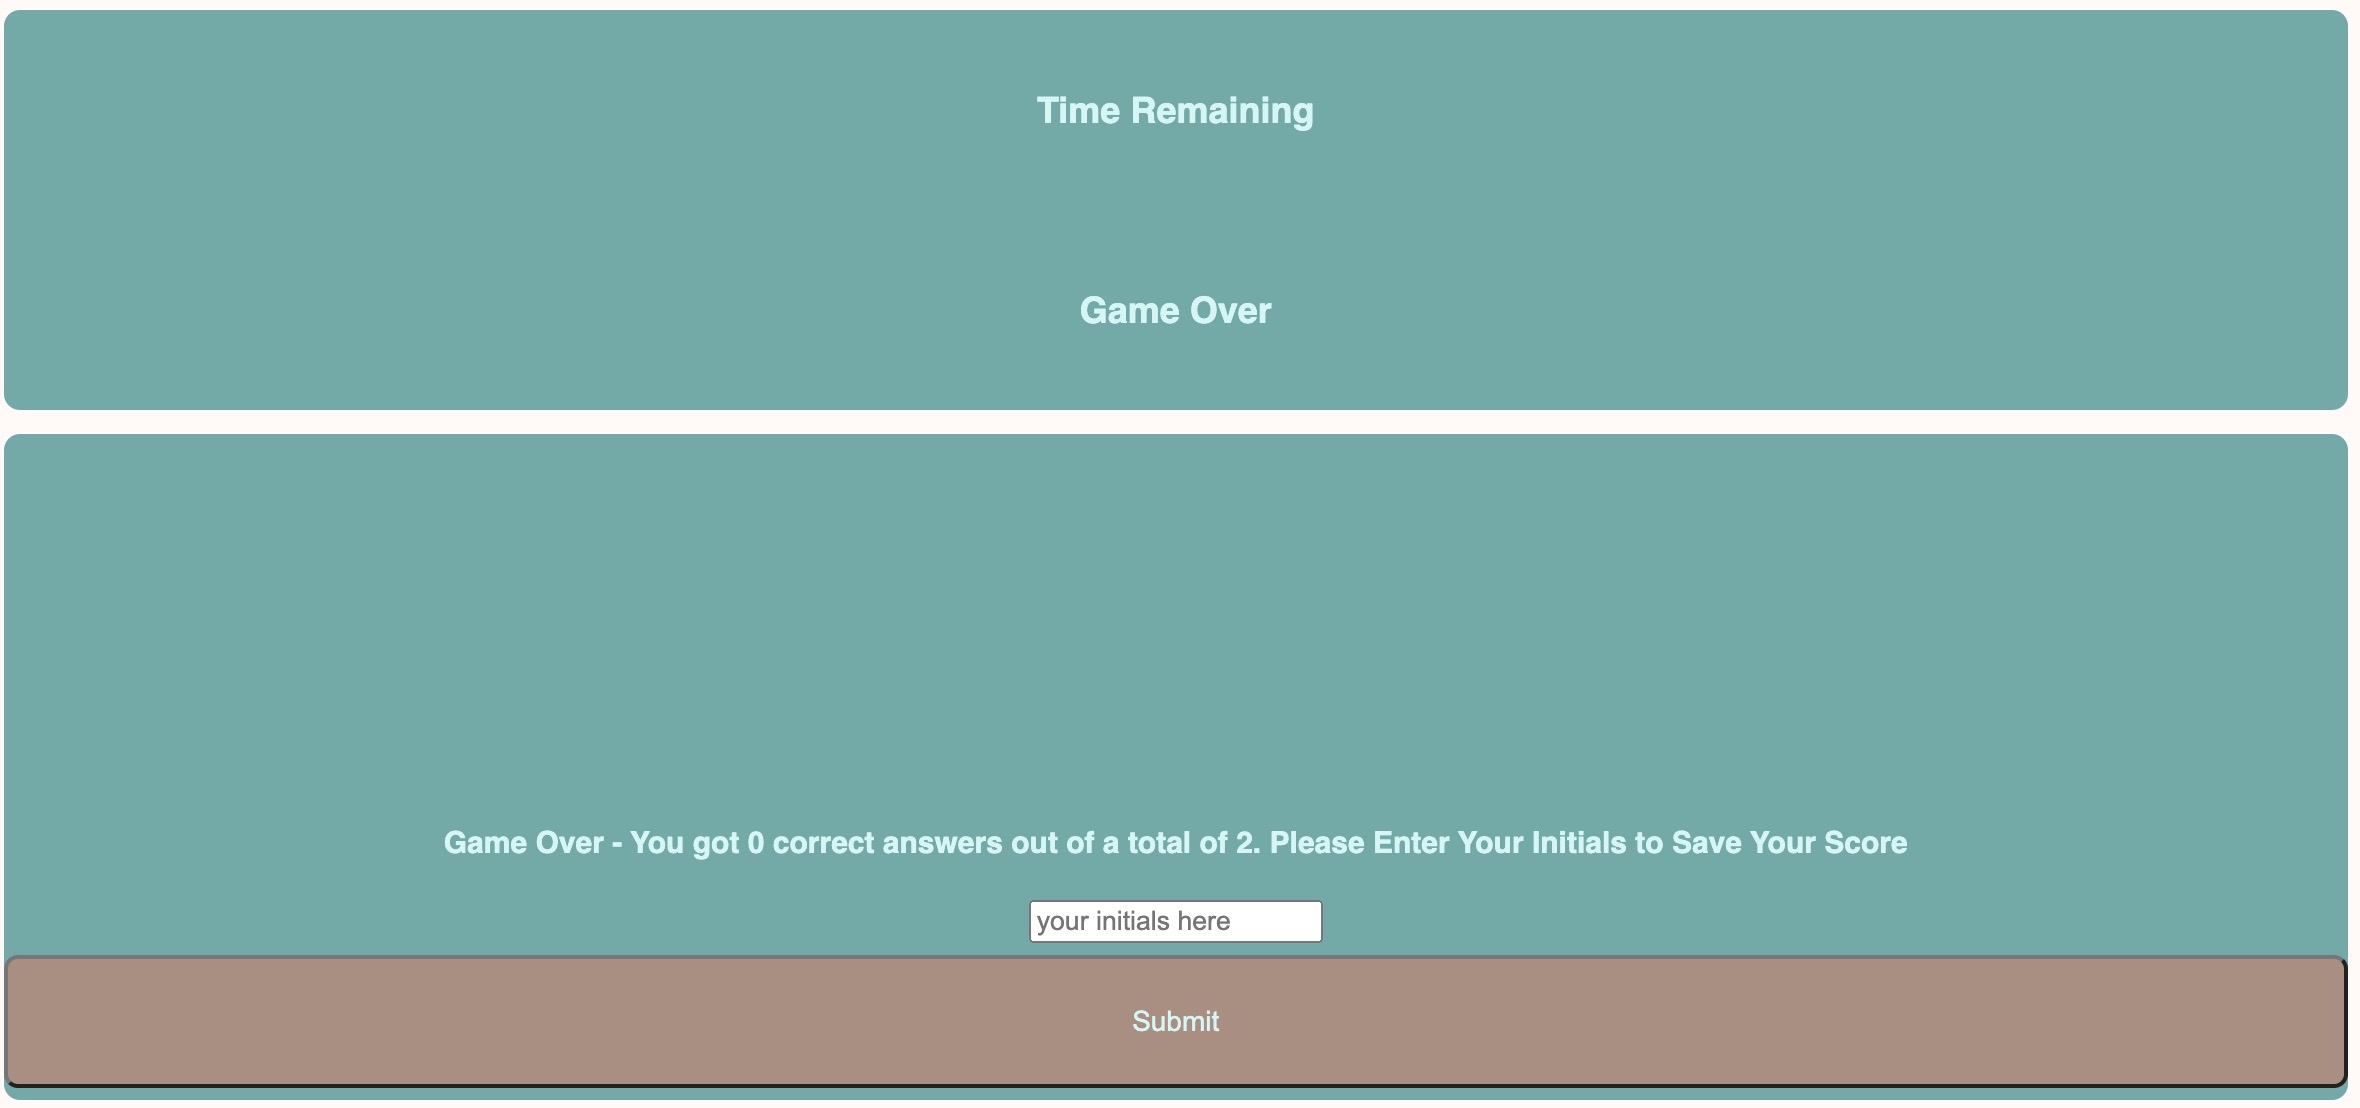 Time Remaining
Game Over
Game Over - You got 0 correct answers out of a total of 2. Please Enter Your Initials to Save Your Score
your initials here
Submit